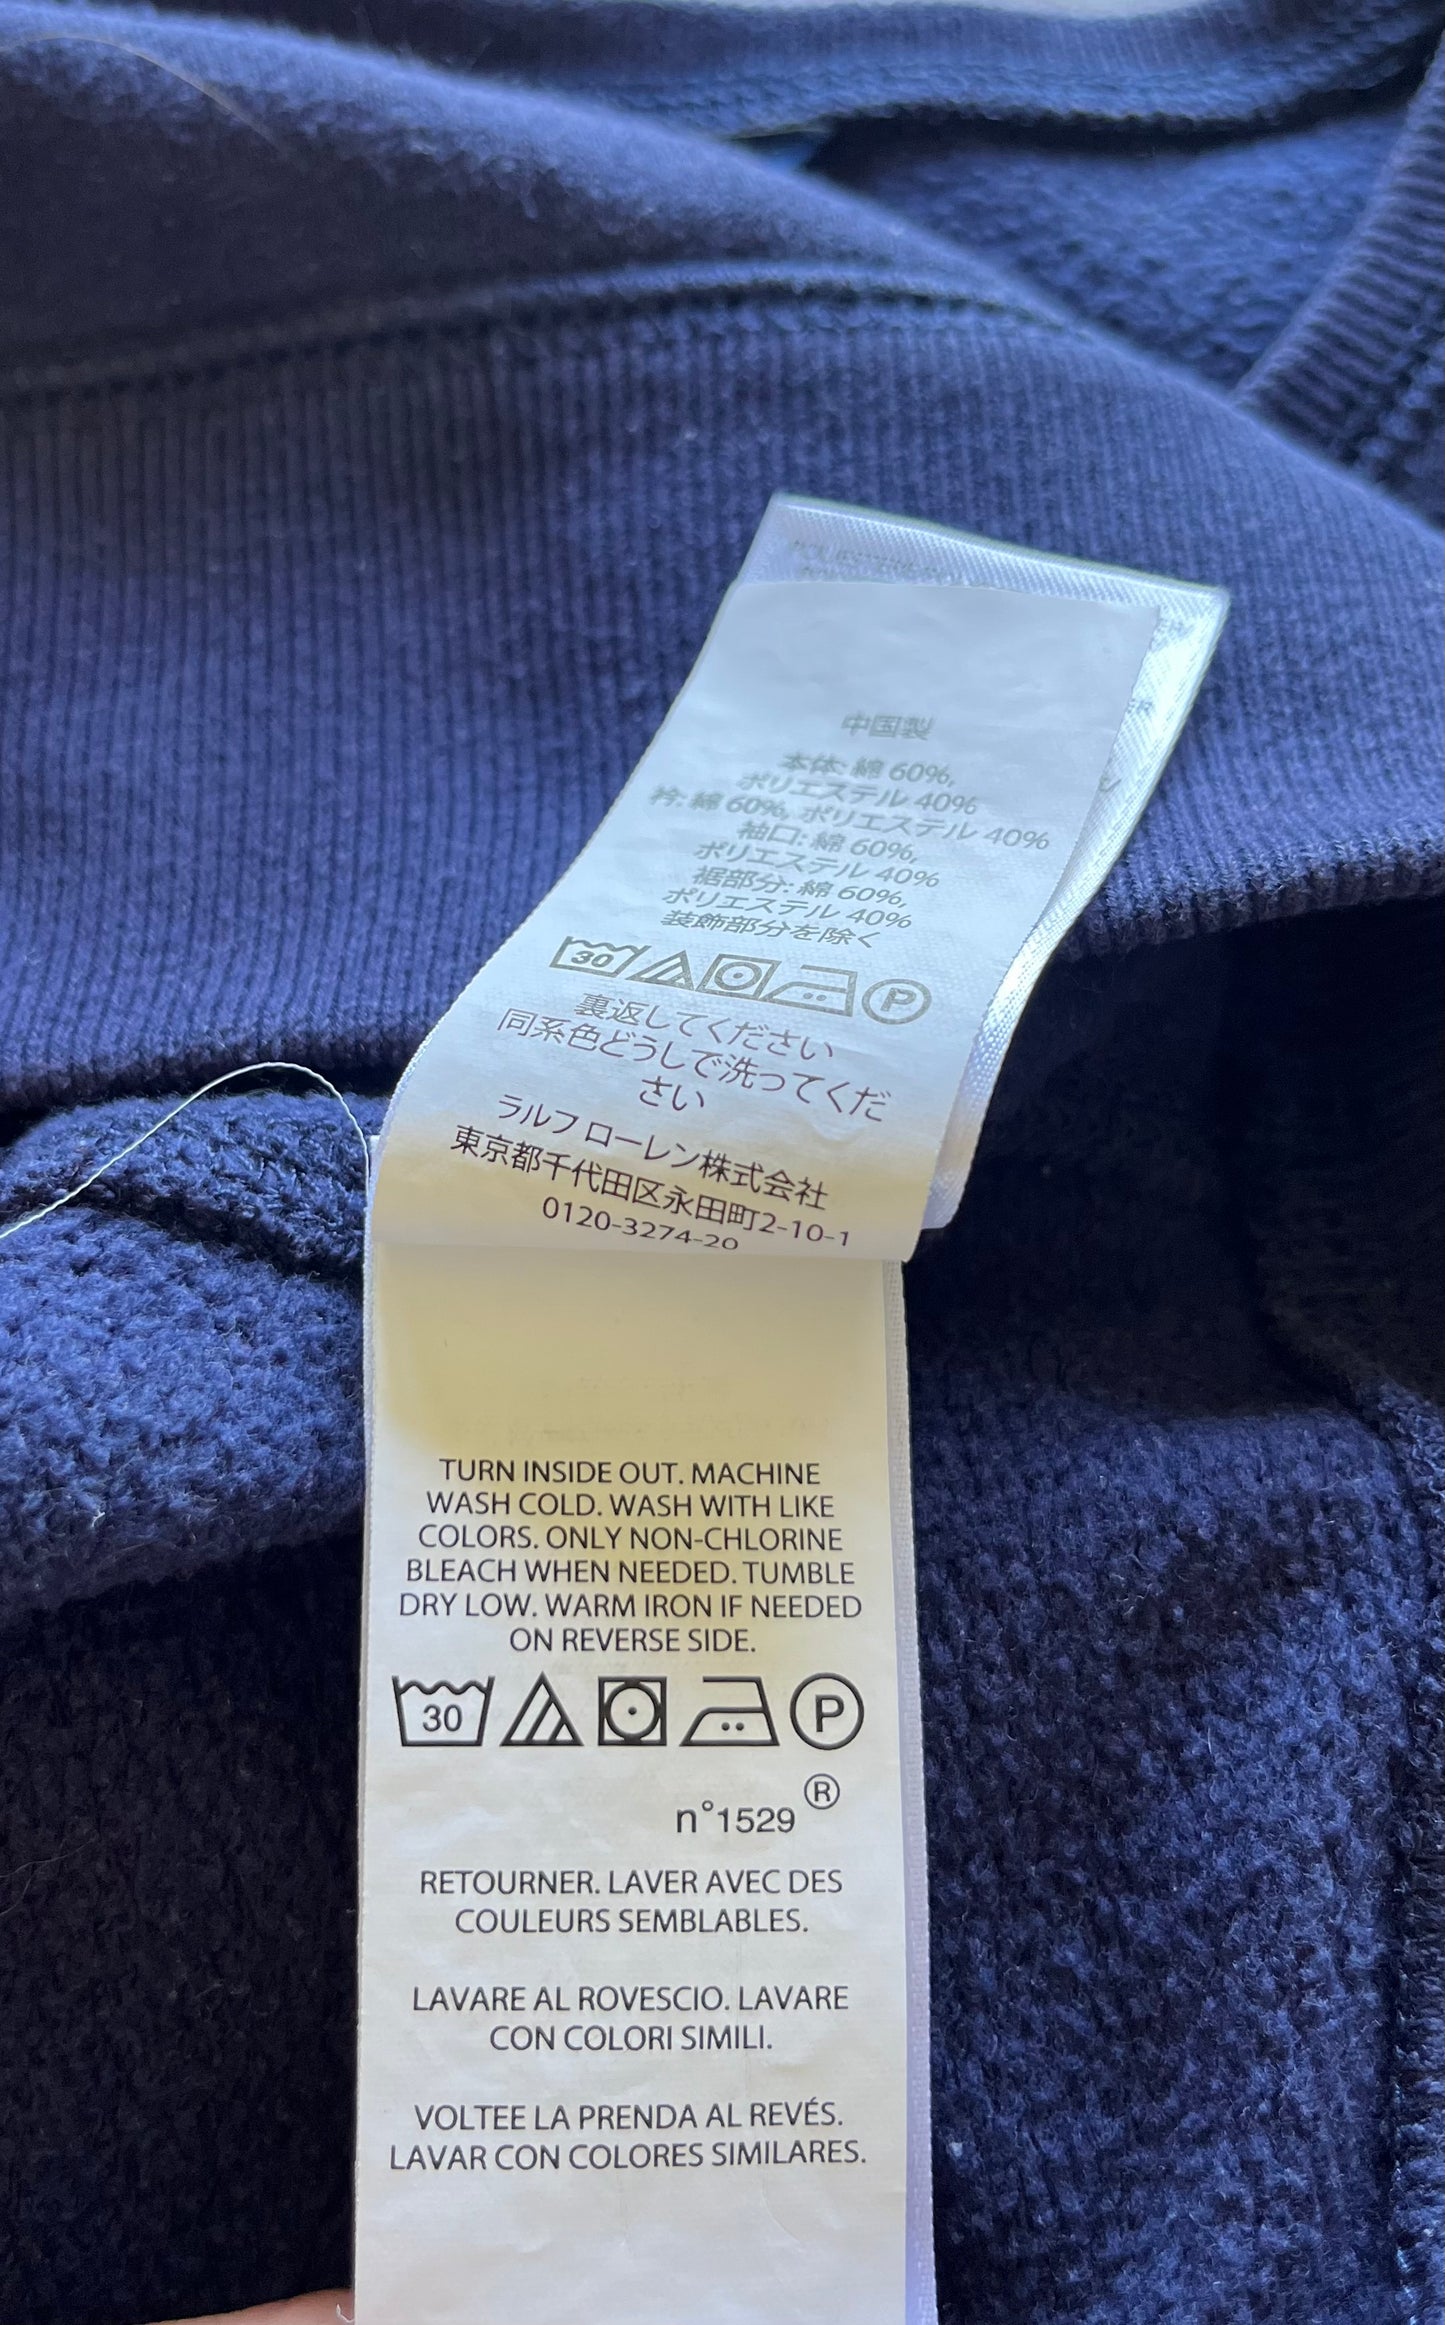 中国製
本体: 綿 60%,
ポリエステル 40%
衿: 綿 60%, ポリエステル 40%
袖口: 綿 60%,
ポリエステル 40%
裾部分: 綿 60%,
ポリエステル 40%
装飾部分を除く
30 P
裏返してください
同系色どうしで洗ってくだ
さい
ラルフ ローレン株式会社
東京都千代田区永田町2-10-1
0120-3274-20
TURN INSIDE OUT. MACHINE
WASH COLD. WASH WITH LIKE
COLORS. ONLY NON-CHLORINE
BLEACH WHEN NEEDED. TUMBLE
DRY LOW. WARM IRON IF NEEDED
ON REVERSE SIDE.
30 P
n°1529 ®
RETOURNER. LAVER AVEC DES
COULEURS SEMBLABLES.
LAVARE AL ROVESCIO. LAVARE
CON COLORI SIMILI.
VOLTEE LA PRENDA AL REVÉS.
LAVAR CON COLORES SIMILARES.